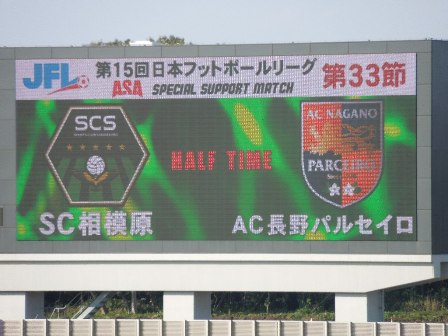 JFL 第15回日本フットボールリーグ 第33節
ASA SPECIAL SUPPORT MATCH
SCS
AC NAGANO
PARCEIRO
HALF TIME
SC相模原
AC長野パルセイロ